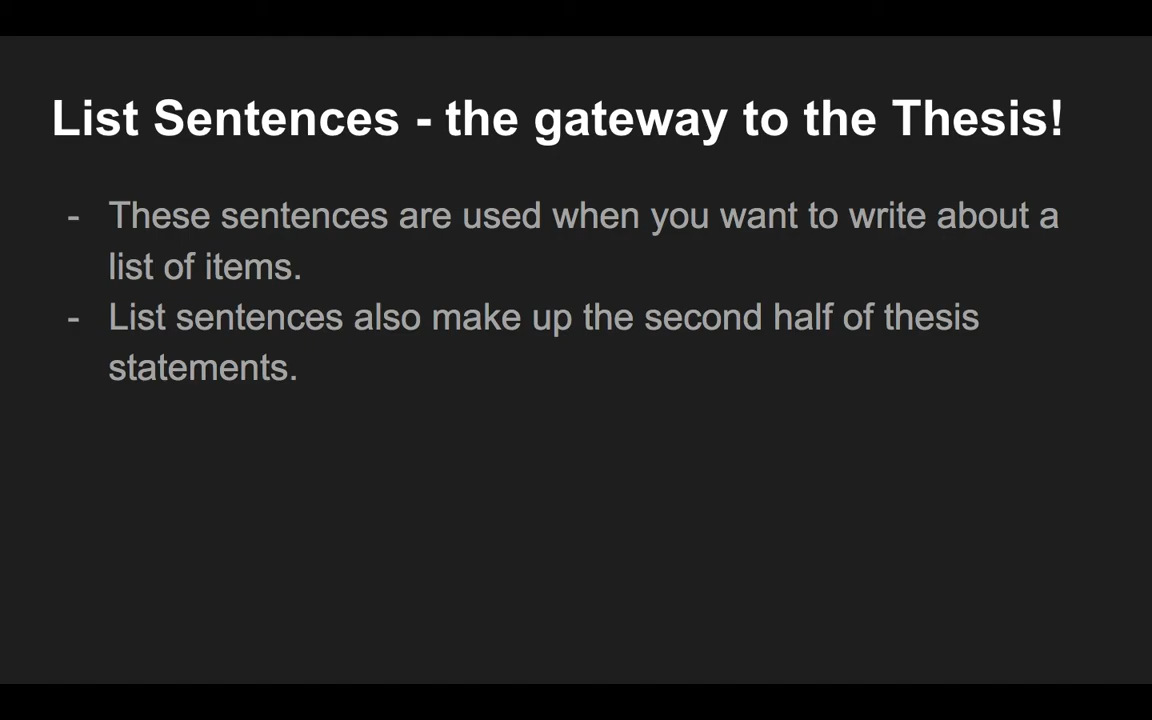 List Sentences - the gateway to the Thesis!
- These sentences are used when you want to write about a
list of items.
- List sentences also make up the second half of thesis
statements.